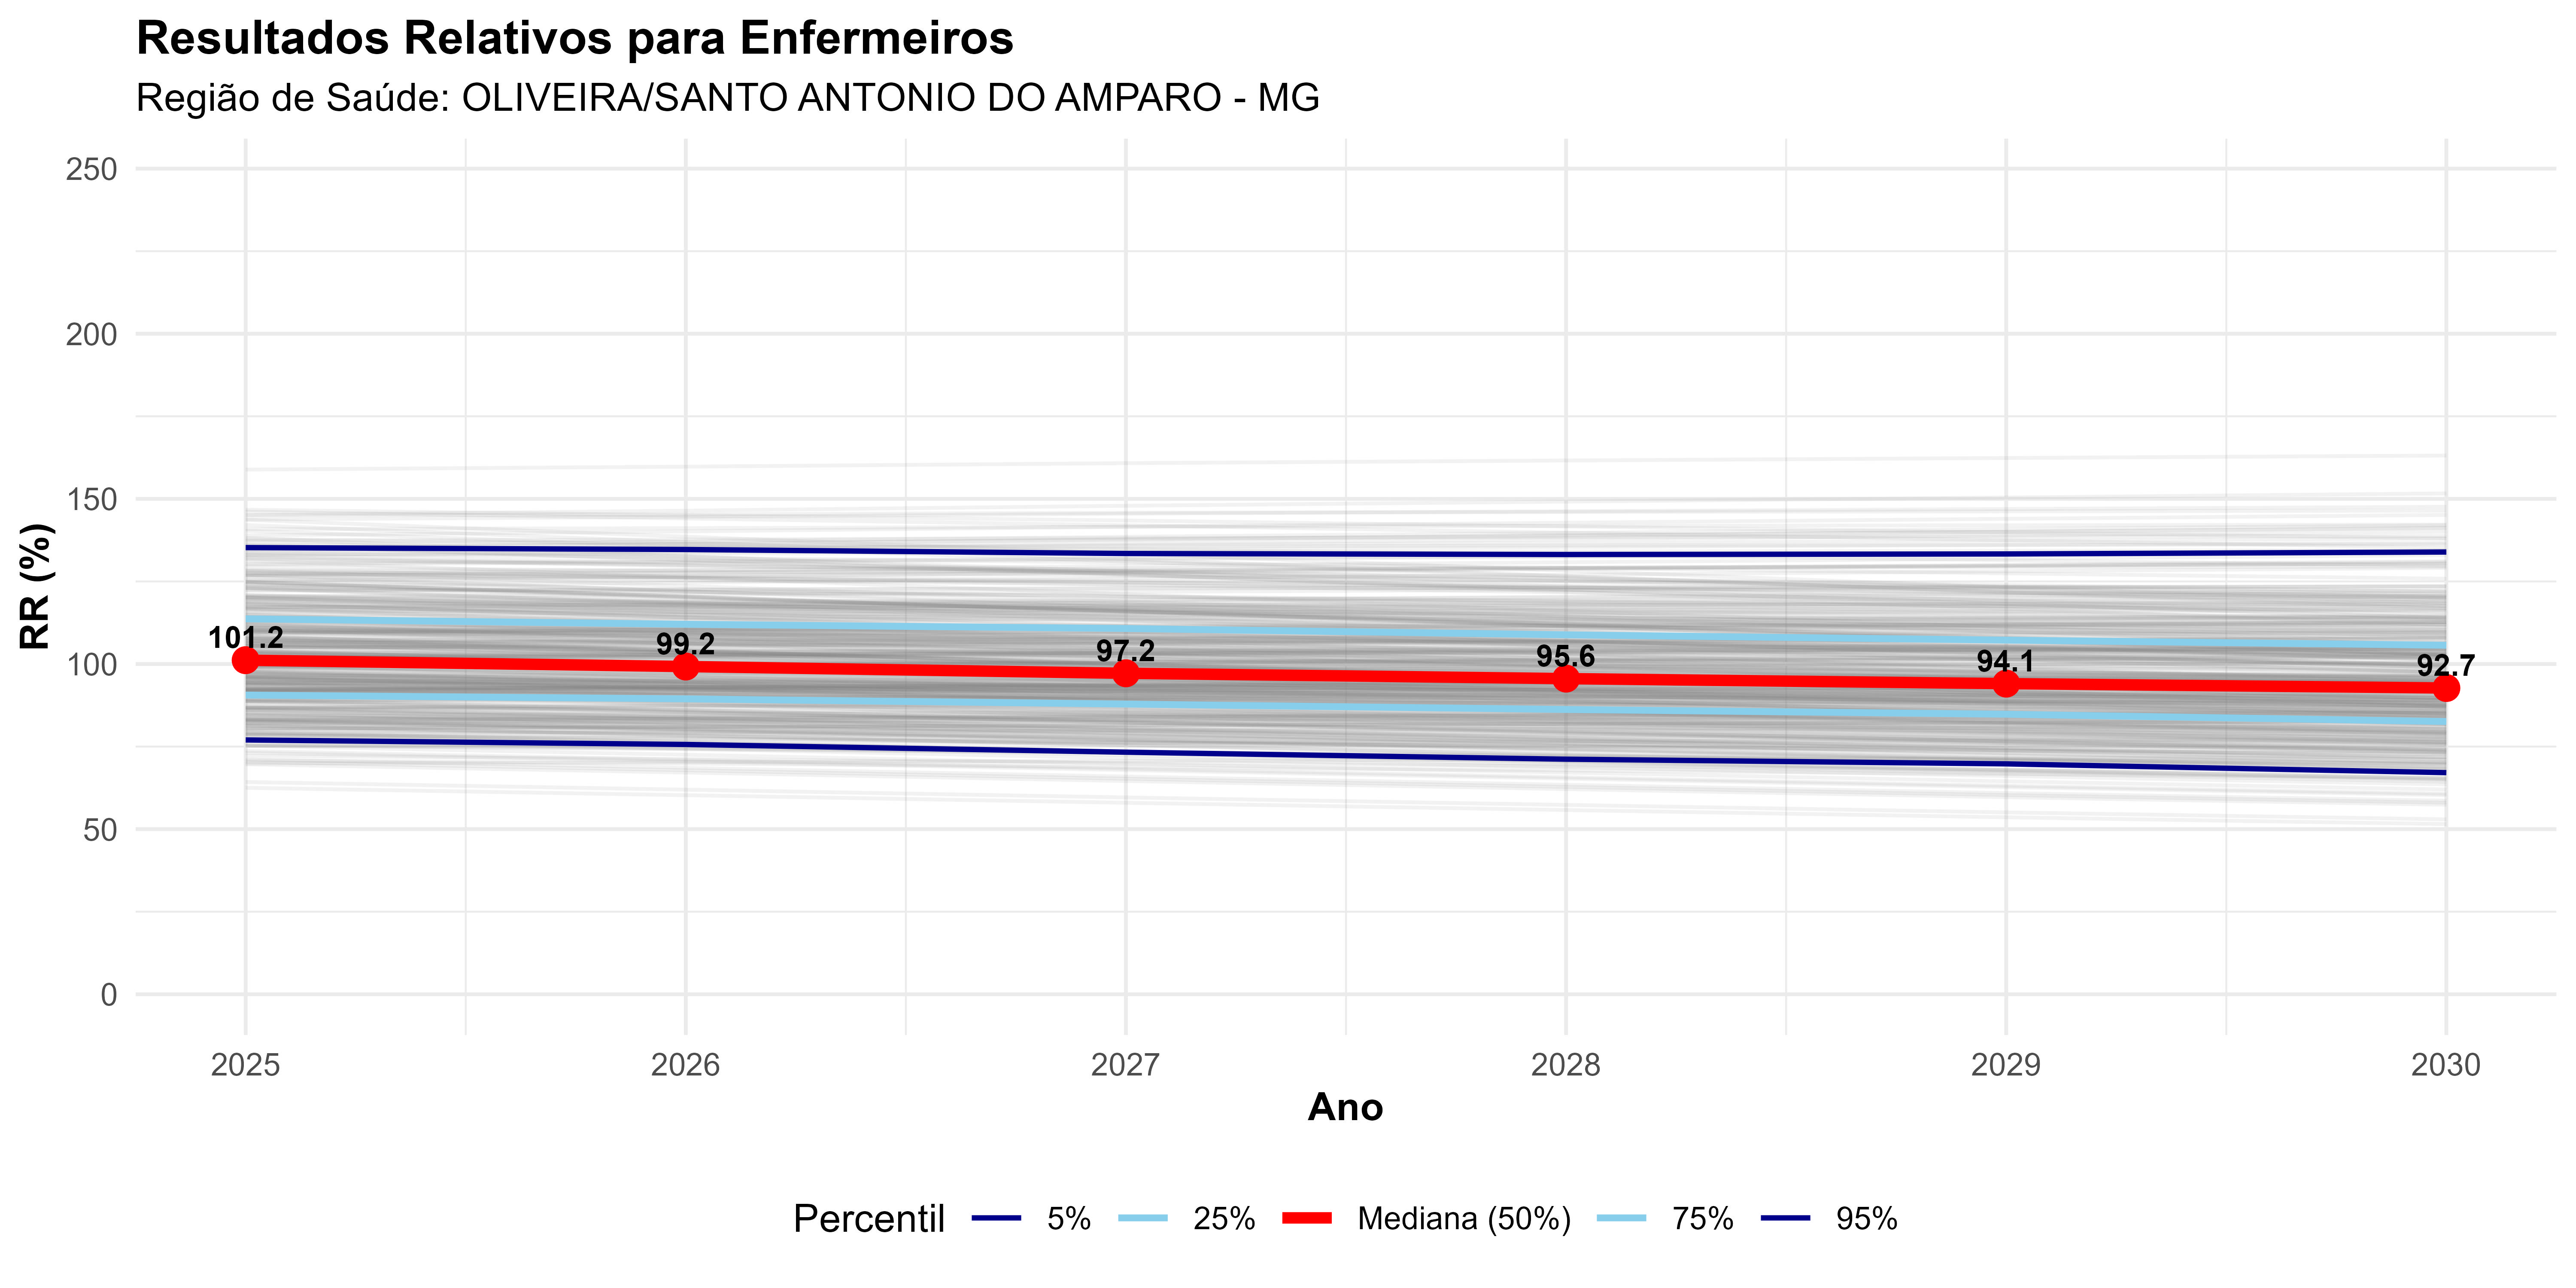 Resultados Relativos para Enfermeiros
Região de Saúde: OLIVEIRA/SANTO ANTONIO DO AMPARO - MG
250
200
150
100
50
0
RR (%)
101.2
99.2
97.2
95.6
94.1
92.7
2025 2026 2027 2028 2029 2030
Ano
Percentil 5% 25% Mediana (50%) 75% 95%